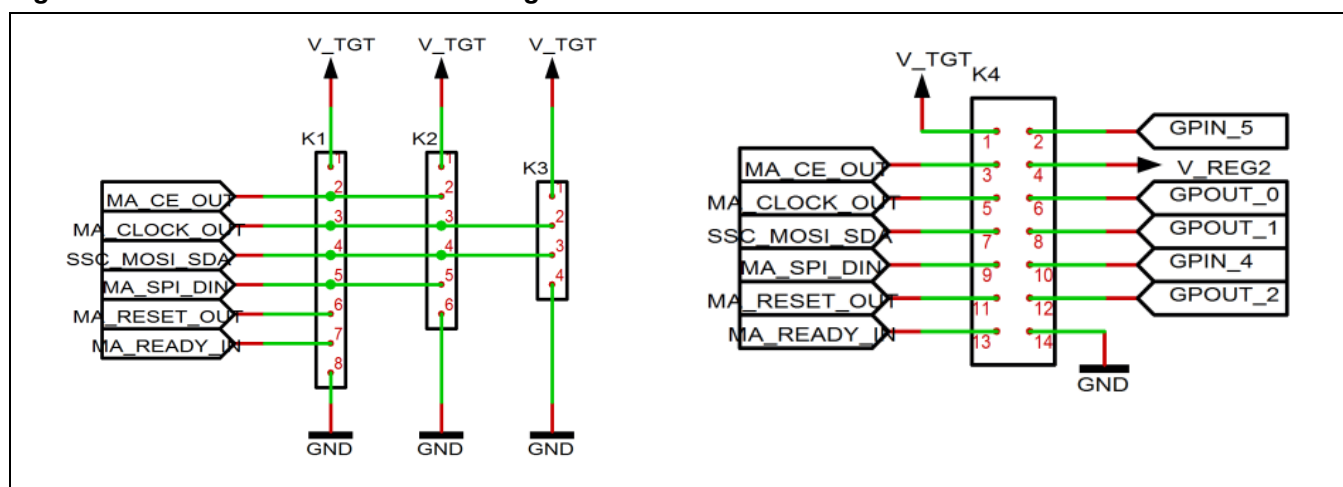 V_TGT V_TGT V_TGT
K1 K2 K3
1 2 3 4 5 6 7 8
1 2 3 4 5 6
1 2 3 4
MA_CE_OUT
MA_CLOCK_OUT
SSC_MOSI_SDA
MA_SPI_DIN
MA_RESET_OUT
MA_READY_IN
GND GND GND
V_TGT
K4
1 2 GPIN_5
MA_CE_OUT 3 4 V_REG2
MA_CLOCK_OUT 5 6 GPOUT_0
SSC_MOSI_SDA 7 8 GPOUT_1
MA_SPI_DIN 9 10 GPIN_4
MA_RESET_OUT 11 12 GPOUT_2
MA_READY_IN 13 14
GND